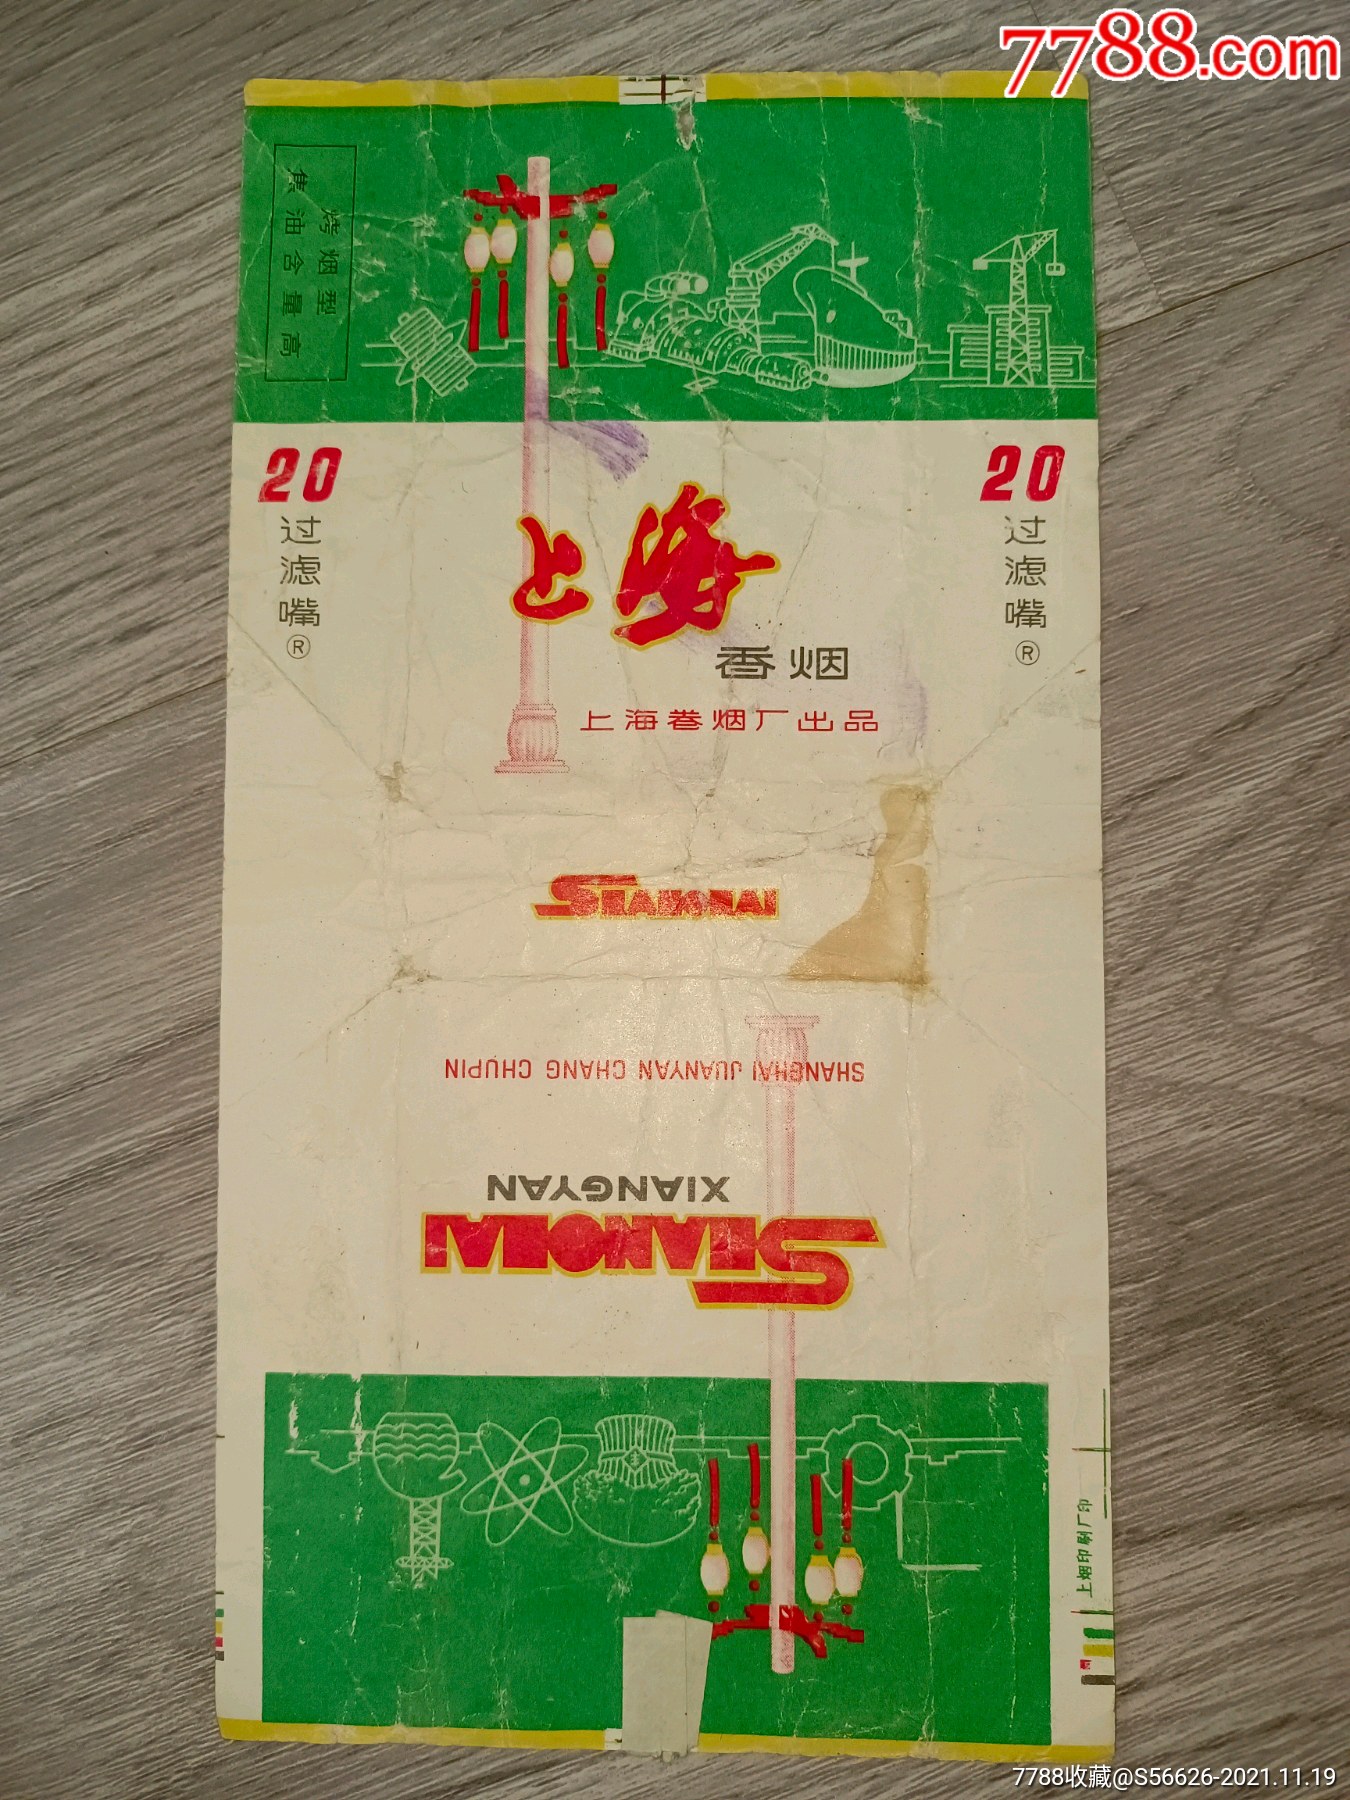 7788.com
烤烟型
焦油含量高
20
过滤嘴®
20
过滤嘴®
上海
香烟
上海卷烟厂出品
SHANGHAI
SHANGHAI JUANYAN CHANG CHUPIN
XIANGYAN
SHANGHAI
上烟印刷厂印
7788收藏@S56626-2021.11.19